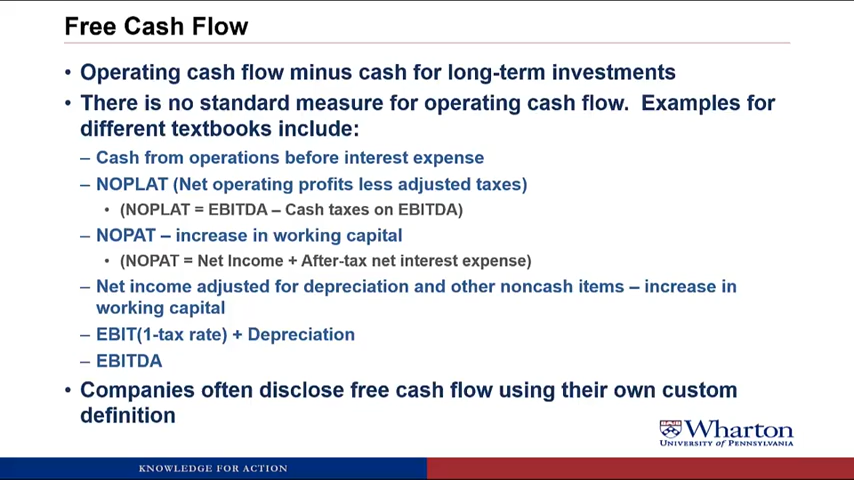 Free Cash Flow
• Operating cash flow minus cash for long-term investments
• There is no standard measure for operating cash flow. Examples for
different textbooks include:
– Cash from operations before interest expense
– NOPLAT (Net operating profits less adjusted taxes)
• (NOPLAT = EBITDA – Cash taxes on EBITDA)
– NOPAT – increase in working capital
• (NOPAT = Net Income + After-tax net interest expense)
– Net income adjusted for depreciation and other noncash items – increase in
working capital
– EBIT(1-tax rate) + Depreciation
– EBITDA
• Companies often disclose free cash flow using their own custom
definition
Wharton
UNIVERSITY of PENNSYLVANIA
KNOWLEDGE FOR ACTION